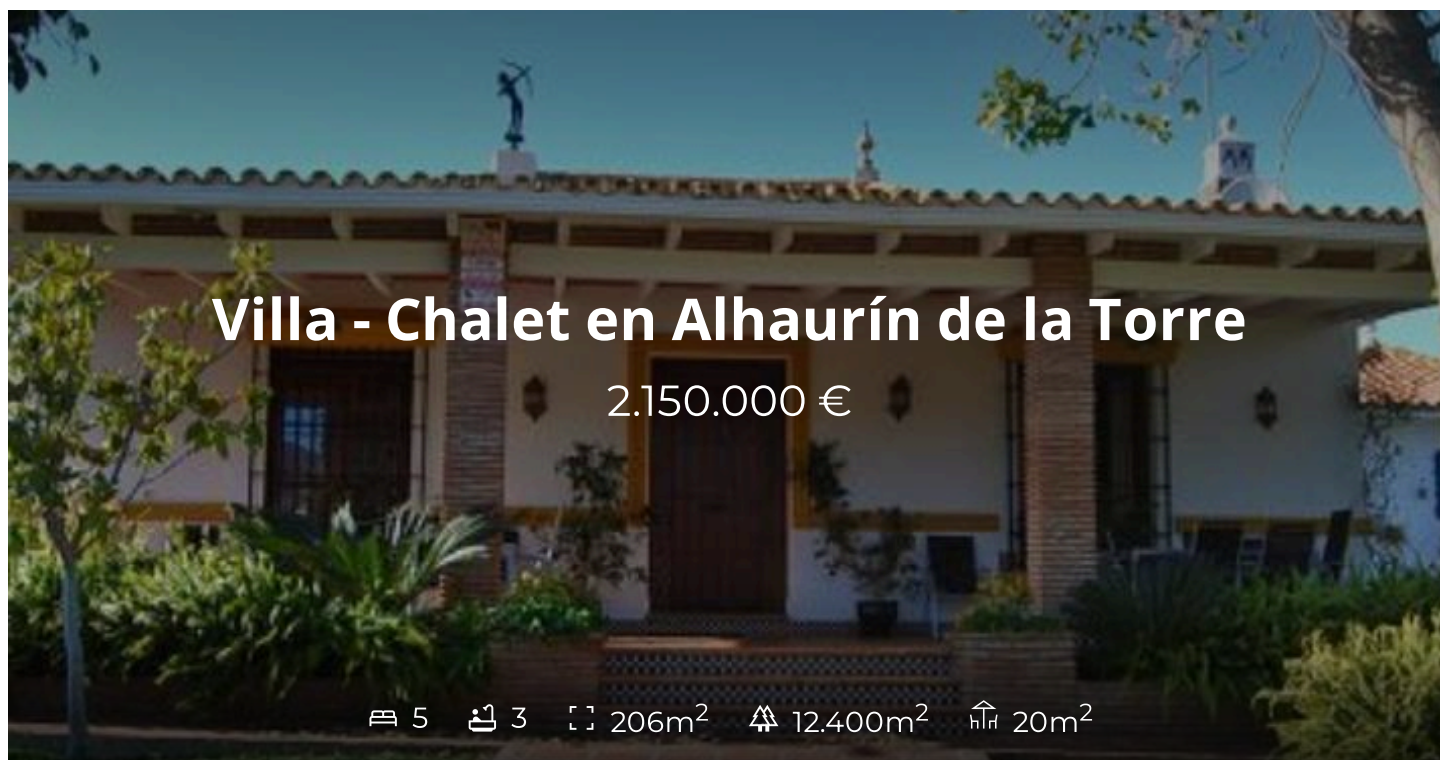 Villa - Chalet en Alhaurín de la Torre
2.150.000 €
5 3 206m² 12.400m² 20m²